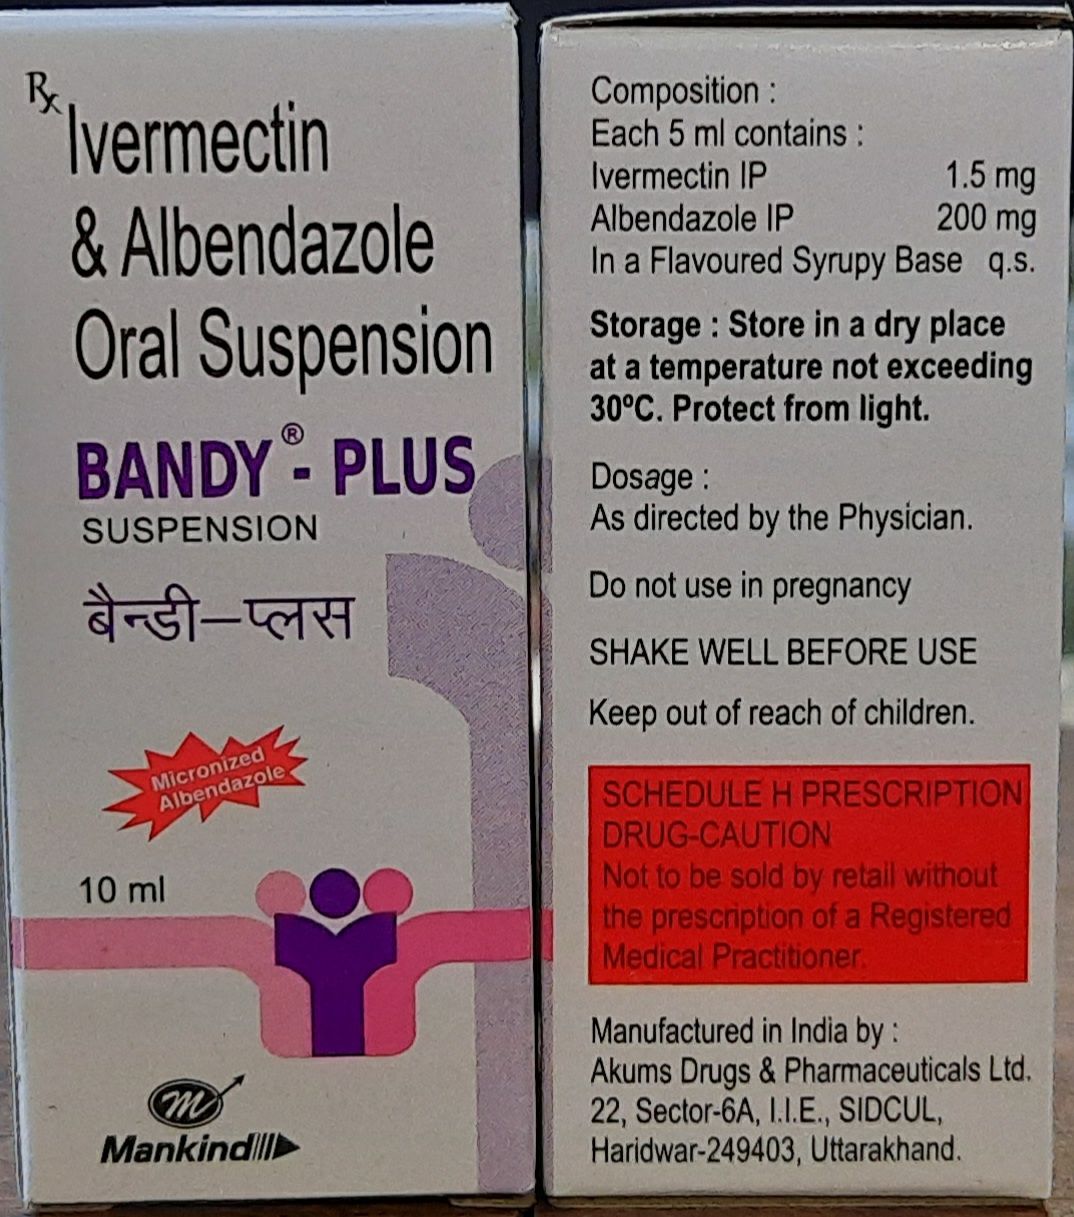 Rx
Ivermectin
& Albendazole
Oral Suspension
BANDY® - PLUS
SUSPENSION
बैन्डी–प्लस
Micronized
Albendazole
10 ml
m
Mankind
Composition :
Each 5 ml contains :
Ivermectin IP 1.5 mg
Albendazole IP 200 mg
In a Flavoured Syrupy Base q.s.
Storage : Store in a dry place
at a temperature not exceeding
30ºC. Protect from light.
Dosage :
As directed by the Physician.
Do not use in pregnancy
SHAKE WELL BEFORE USE
Keep out of reach of children.
SCHEDULE H PRESCRIPTION
DRUG-CAUTION
Not to be sold by retail without
the prescription of a Registered
Medical Practitioner.
Manufactured in India by :
Akums Drugs & Pharmaceuticals Ltd.
22, Sector-6A, I.I.E., SIDCUL,
Haridwar-249403, Uttarakhand.